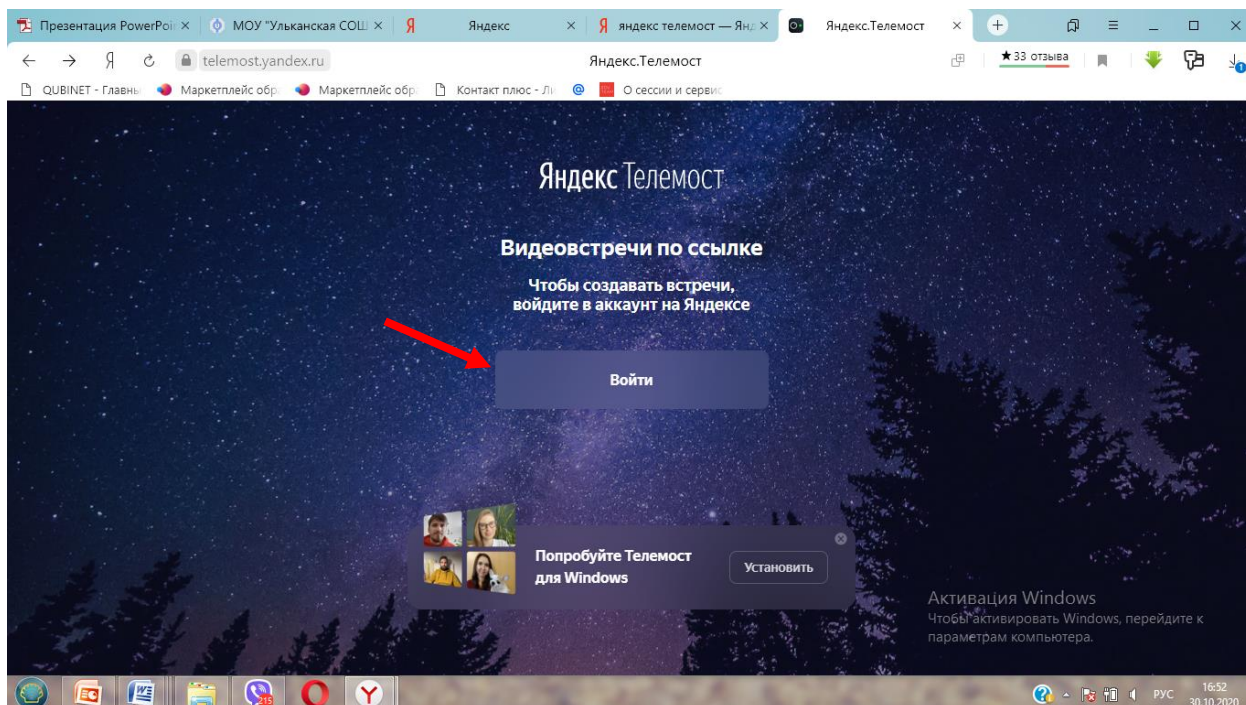 Презентация PowerPoi
МОУ "Ульканская СОШ
Я
Яндекс
Я
яндекс телемост — Янд
Яндекс.Телемост
Я
telemost.yandex.ru
Яндекс.Телемост
★33 отзыва
1
QUBINET - Главны
Маркетплейс обр
Маркетплейс обр
Контакт плюс - Ли
@
О сессии и сервис
Яндекс Телемост
Видеовстречи по ссылке
Чтобы создавать встречи,
войдите в аккаунт на Яндексе
Войти
Попробуйте Телемост
для Windows
Установить
Активация Windows
Чтобы активировать Windows, перейдите к
параметрам компьютера.
215
РУС
16:52
30.10.2020